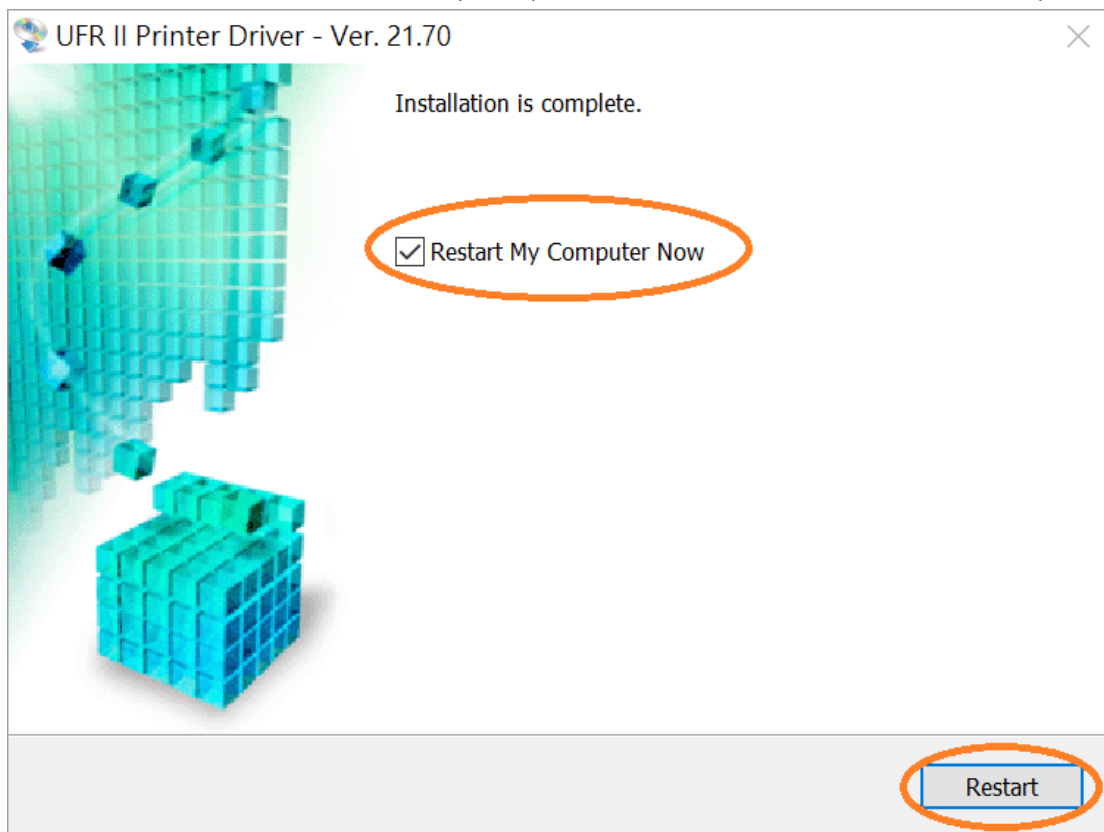 UFR II Printer Driver - Ver. 21.70
Installation is complete.
Restart My Computer Now
Restart